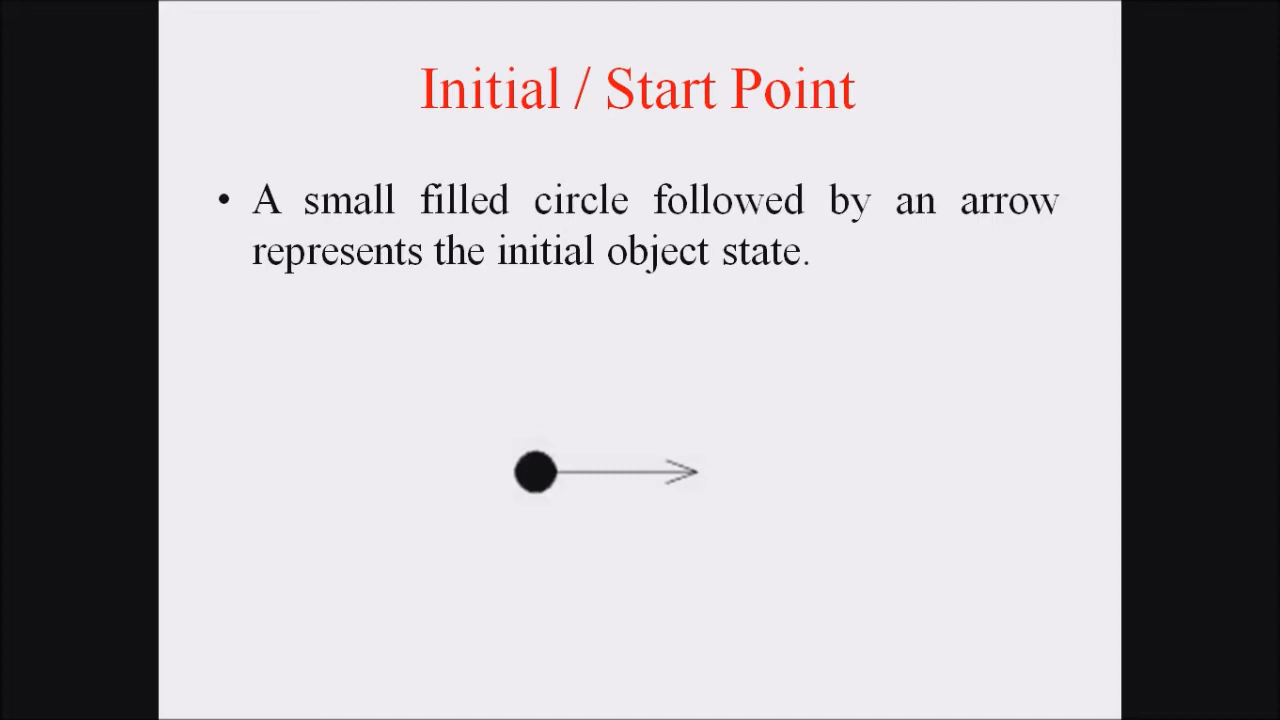 Initial / Start Point
• A small filled circle followed by an arrow
represents the initial object state.